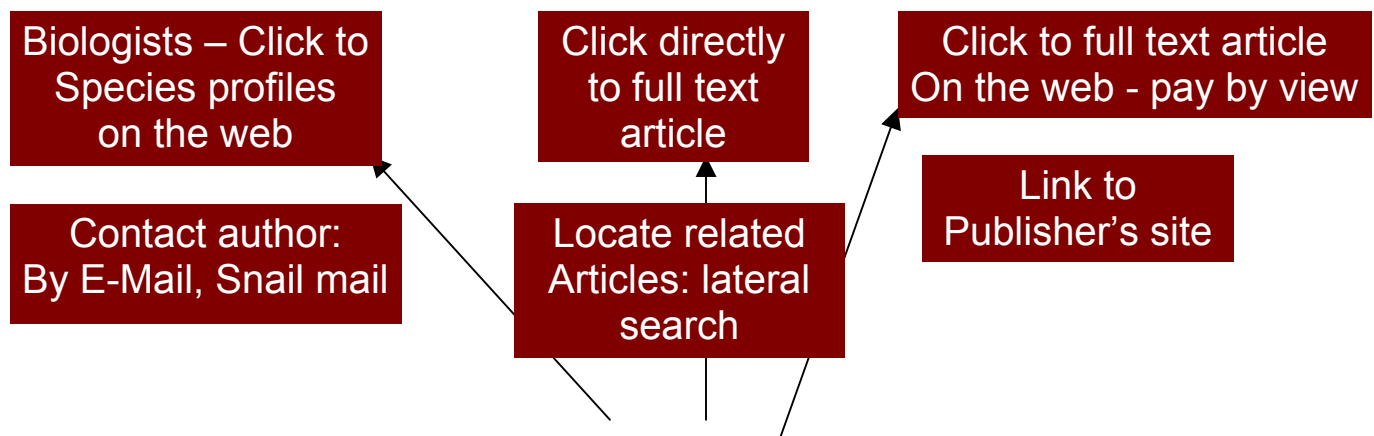 Biologists – Click to
Species profiles
on the web
Click directly
to full text
article
Click to full text article
On the web - pay by view
Contact author:
By E-Mail, Snail mail
Locate related
Articles: lateral
search
Link to
Publisher’s site